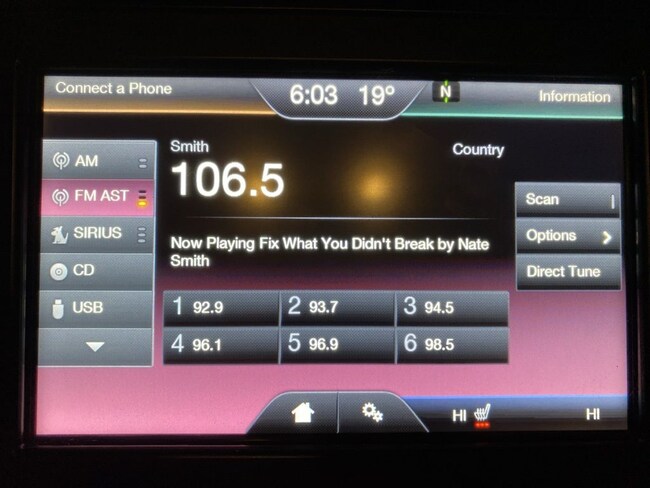 Connect a Phone
6:03 19°
N
Information
AM
FM AST
SIRIUS
CD
USB
Smith
106.5
Country
Now Playing Fix What You Didn't Break by Nate
Smith
1 92.9
2 93.7
3 94.5
4 96.1
5 96.9
6 98.5
Scan
Options
Direct Tune
HI
HI